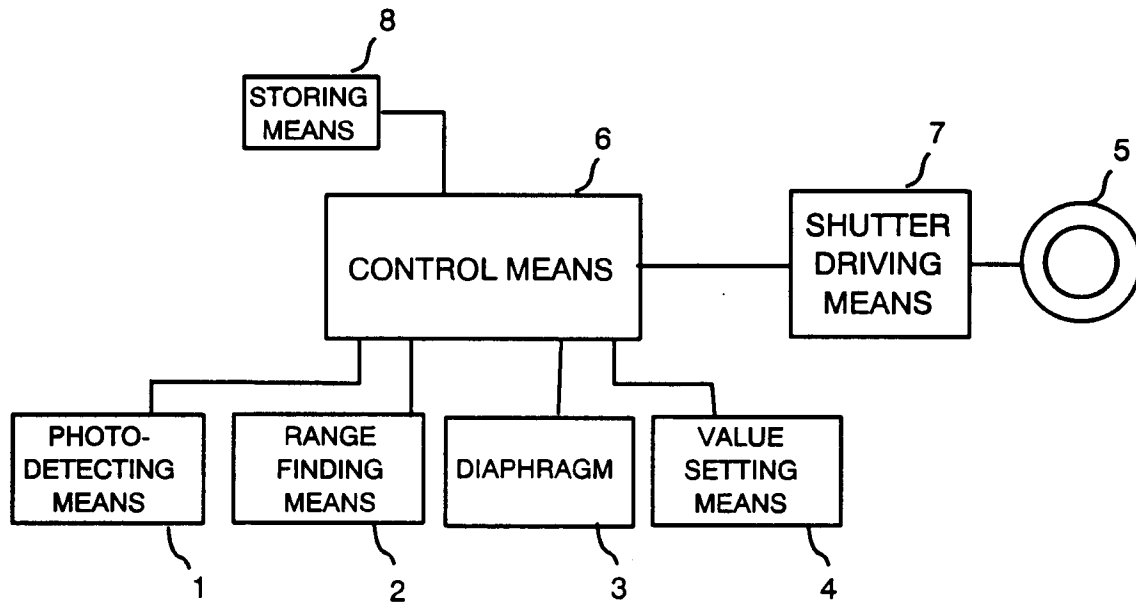 8
STORING
MEANS
6
CONTROL MEANS
7
SHUTTER
DRIVING
MEANS
5
PHOTO-
DETECTING
MEANS
1
RANGE
FINDING
MEANS
2
DIAPHRAGM
3
VALUE
SETTING
MEANS
4